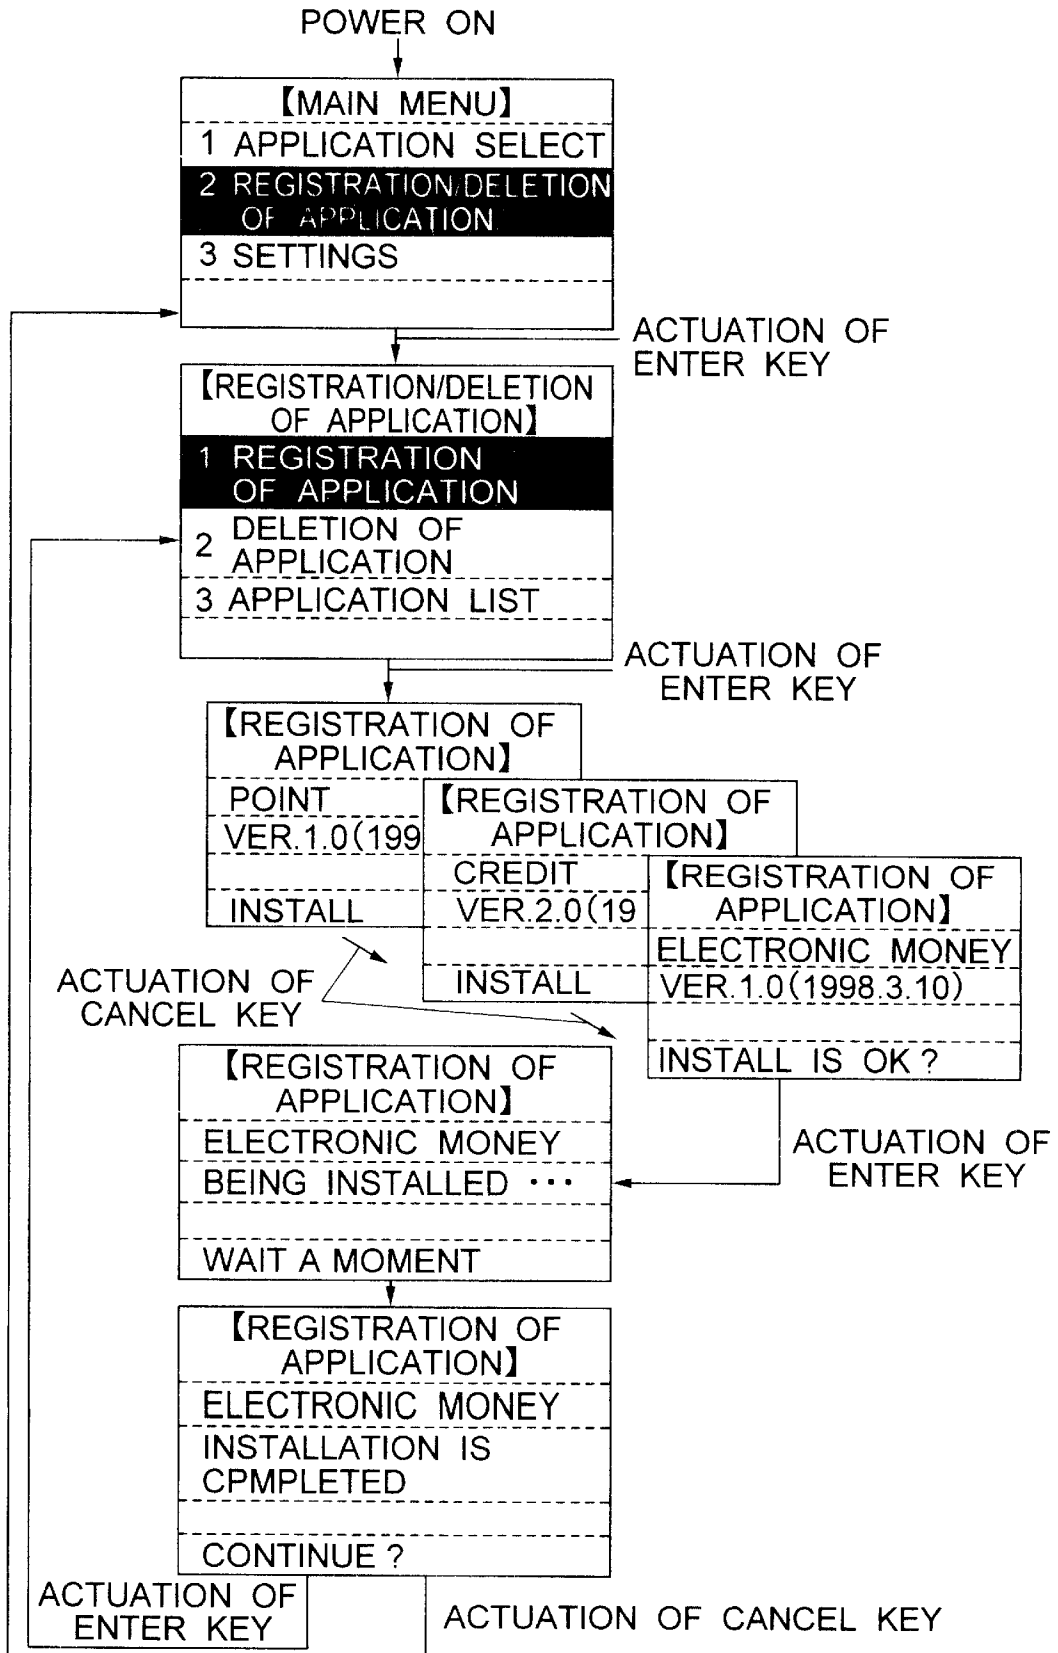 POWER ON
【MAIN MENU】
1 APPLICATION SELECT
2 REGISTRATION/DELETION
OF APPLICATION
3 SETTINGS
ACTUATION OF
ENTER KEY
【REGISTRATION/DELETION
OF APPLICATION】
1 REGISTRATION
OF APPLICATION
2 DELETION OF
APPLICATION
3 APPLICATION LIST
ACTUATION OF
ENTER KEY
【REGISTRATION OF
APPLICATION】
POINT
VER.1.0(199
INSTALL
【REGISTRATION OF
APPLICATION】
CREDIT
VER.2.0(19
INSTALL
【REGISTRATION OF
APPLICATION】
ELECTRONIC MONEY
VER.1.0(1998.3.10)
INSTALL IS OK?
ACTUATION OF
CANCEL KEY
ACTUATION OF
ENTER KEY
【REGISTRATION OF
APPLICATION】
ELECTRONIC MONEY
BEING INSTALLED ···
WAIT A MOMENT
【REGISTRATION OF
APPLICATION】
ELECTRONIC MONEY
INSTALLATION IS
CPMPLETED
CONTINUE?
ACTUATION OF
ENTER KEY
ACTUATION OF CANCEL KEY